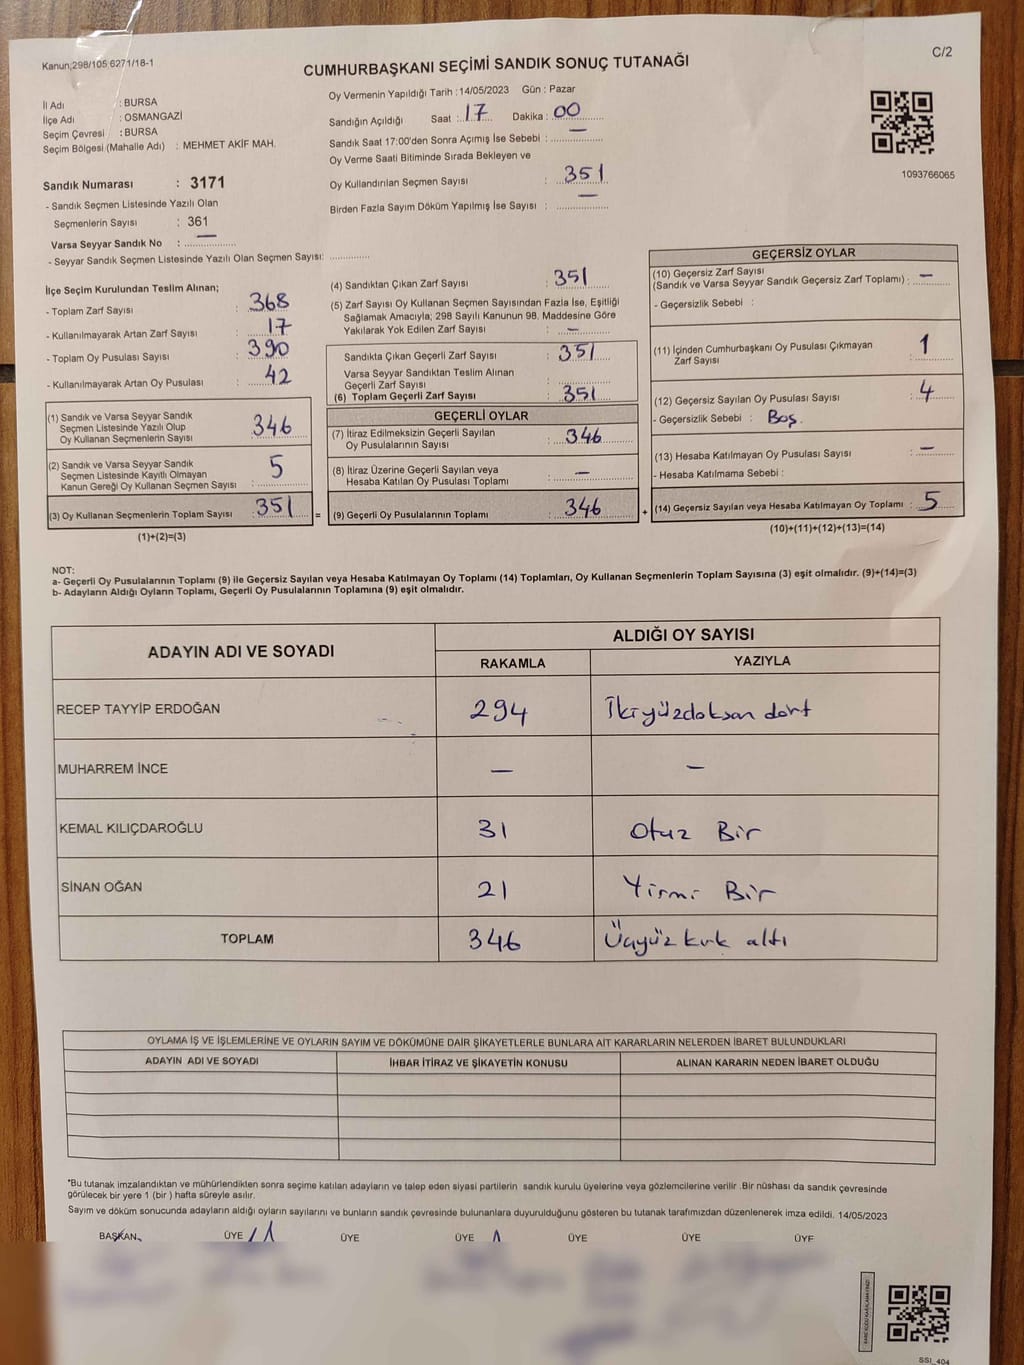 Kanun;298/105 6271/18-1
C/2
CUMHURBAŞKANI SEÇİMİ SANDIK SONUÇ TUTANAĞI
İl Adı : BURSA
İlçe Adı : OSMANGAZİ
Seçim Çevresi : BURSA
Seçim Bölgesi (Mahalle Adı) : MEHMET AKİF MAH.
Sandık Numarası : 3171
- Sandık Seçmen Listesinde Yazılı Olan
Seçmenlerin Sayısı : 361
Varsa Seyyar Sandık No : —
- Seyyar Sandık Seçmen Listesinde Yazılı Olan Seçmen Sayısı: ..............
Oy Vermenin Yapıldığı Tarih :14/05/2023 Gün : Pazar
Sandığın Açıldığı Saat : 17 Dakika : 00
Sandık Saat 17:00'den Sonra Açımış İse Sebebi : —
Oy Verme Saati Bitiminde Sırada Bekleyen ve
Oy Kullandırılan Seçmen Sayısı : 351
Birden Fazla Sayım Döküm Yapılmış İse Sayısı : —
1093766065
İlçe Seçim Kurulundan Teslim Alınan;
- Toplam Zarf Sayısı : 368
- Kullanılmayarak Artan Zarf Sayısı : 17
- Toplam Oy Pusulası Sayısı : 390
- Kullanılmayarak Artan Oy Pusulası : 42
(1) Sandık ve Varsa Seyyar Sandık
Seçmen Listesinde Yazılı Olup
Oy Kullanan Seçmenlerin Sayısı 346
(2) Sandık ve Varsa Seyyar Sandık
Seçmen Listesinde Kayıtlı Olmayan
Kanun Gereği Oy Kullanan Seçmen Sayısı : 5
(3) Oy Kullanan Seçmenlerin Toplam Sayısı : 351 =
(1)+(2)=(3)
(4) Sandıktan Çıkan Zarf Sayısı : 351
(5) Zarf Sayısı Oy Kullanan Seçmen Sayısından Fazla İse, Eşitliği
Sağlamak Amacıyla; 298 Sayılı Kanunun 98. Maddesine Göre
Yakılarak Yok Edilen Zarf Sayısı : —
Sandıkta Çıkan Geçerli Zarf Sayısı : 351
Varsa Seyyar Sandıktan Teslim Alınan
Geçerli Zarf Sayısı : ..............
(6) Toplam Geçerli Zarf Sayısı : 351
GEÇERLİ OYLAR
(7) İtiraz Edilmeksizin Geçerli Sayılan
Oy Pusulalarının Sayısı : 346
(8) İtiraz Üzerine Geçerli Sayılan veya
Hesaba Katılan Oy Pusulası Toplamı : —
(9) Geçerli Oy Pusulalarının Toplamı : 346 +
GEÇERSİZ OYLAR
(10) Geçersiz Zarf Sayısı
(Sandık ve Varsa Seyyar Sandık Geçersiz Zarf Toplamı) : —
- Geçersizlik Sebebi :
(11) İçinden Cumhurbaşkanı Oy Pusulası Çıkmayan
Zarf Sayısı : 1
(12) Geçersiz Sayılan Oy Pusulası Sayısı : 4
- Geçersizlik Sebebi : Boş.
(13) Hesaba Katılmayan Oy Pusulası Sayısı : —
- Hesaba Katılmama Sebebi :
(14) Geçersiz Sayılan veya Hesaba Katılmayan Oy Toplamı : 5
(10)+(11)+(12)+(13)=(14)
NOT:
a- Geçerli Oy Pusulalarının Toplamı (9) ile Geçersiz Sayılan veya Hesaba Katılmayan Oy Toplamı (14) Toplamları, Oy Kullanan Seçmenlerin Toplam Sayısına (3) eşit olmalıdır. (9)+(14)=(3)
b- Adayların Aldığı Oyların Toplamı, Geçerli Oy Pusulalarının Toplamına (9) eşit olmalıdır.
ADAYIN ADI VE SOYADI ALDIĞI OY SAYISI
RAKAMLA YAZIYLA
RECEP TAYYİP ERDOĞAN 294 İkiyüzdoksan dört
MUHARREM İNCE — —
KEMAL KILIÇDAROĞLU 31 Otuz Bir
SİNAN OĞAN 21 Yirmi Bir
TOPLAM 346 Üçyüz kırk altı
OYLAMA İŞ VE İŞLEMLERİNE VE OYLARIN SAYIM VE DÖKÜMÜNE DAİR ŞİKAYETLERLE BUNLARA AİT KARARLARIN NELERDEN İBARET BULUNDUKLARI
ADAYIN ADI VE SOYADI İHBAR İTİRAZ VE ŞİKAYETİN KONUSU ALINAN KARARIN NEDEN İBARET OLDUĞU
*Bu tutanak imzalandıktan ve mühürlendikten sonra seçime katılan adayların ve talep eden siyasi partilerin sandık kurulu üyelerine veya gözlemcilerine verilir .Bir nüshası da sandık çevresinde
görülecek bir yere 1 (bir ) hafta süreyle asılır.
Sayım ve döküm sonucunda adayların aldığı oyların sayılarını ve bunların sandık çevresinde bulunanlara duyurulduğunu gösteren bu tutanak tarafımızdan düzenlenerek imza edildi. 14/05/2023
BAŞKAN ÜYE ÜYE ÜYE ÜYE ÜYE ÜYE
SSI_404